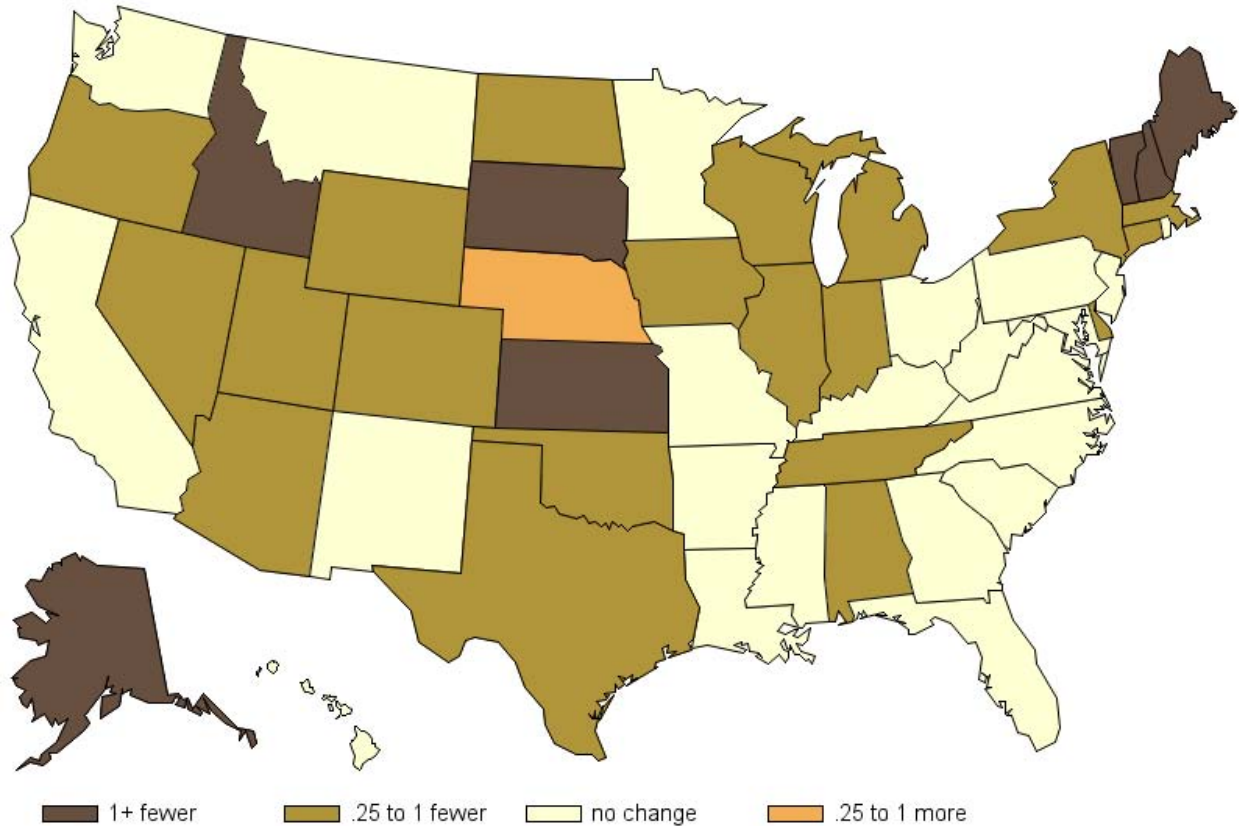 1+ fewer
.25 to 1 fewer
no change
.25 to 1 more